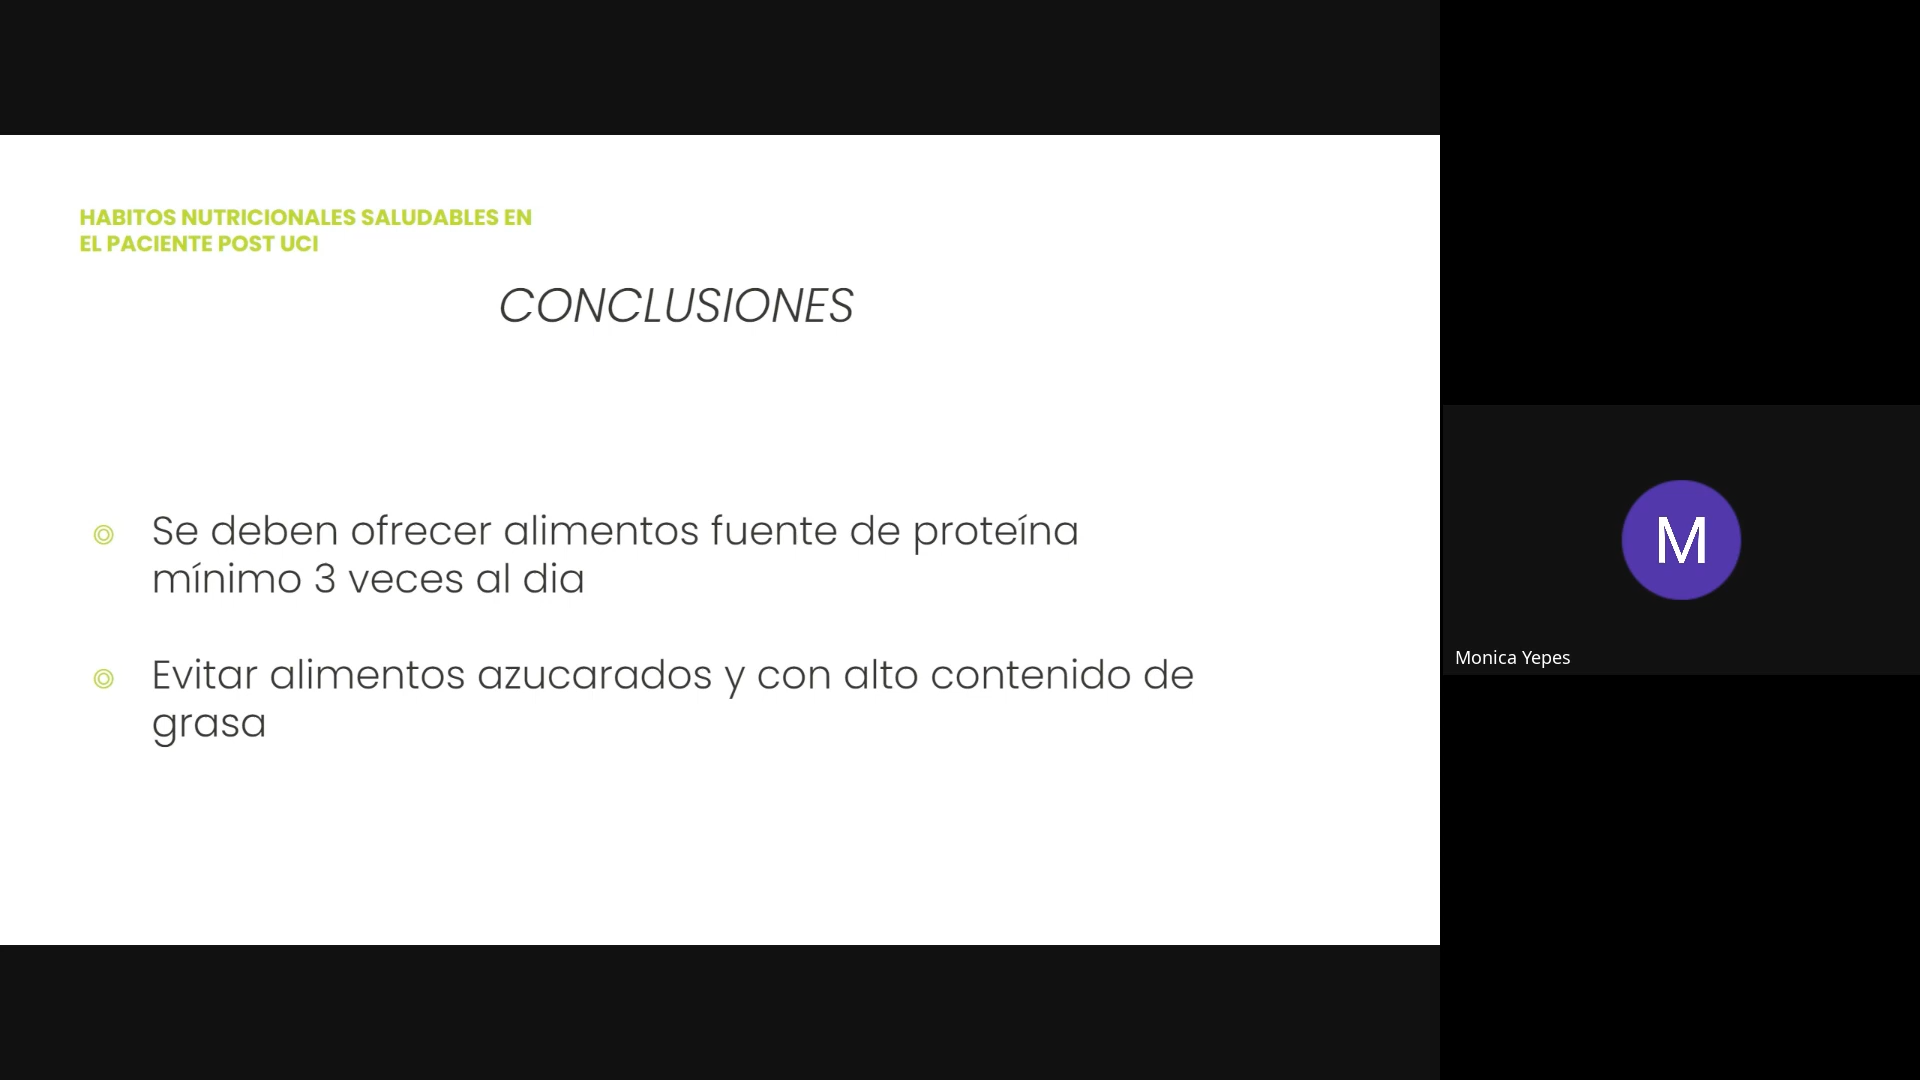 HABITOS NUTRICIONALES SALUDABLES EN
EL PACIENTE POST UCI
CONCLUSIONES
Se deben ofrecer alimentos fuente de proteína
mínimo 3 veces al dia
Evitar alimentos azucarados y con alto contenido de
grasa
M
Monica Yepes